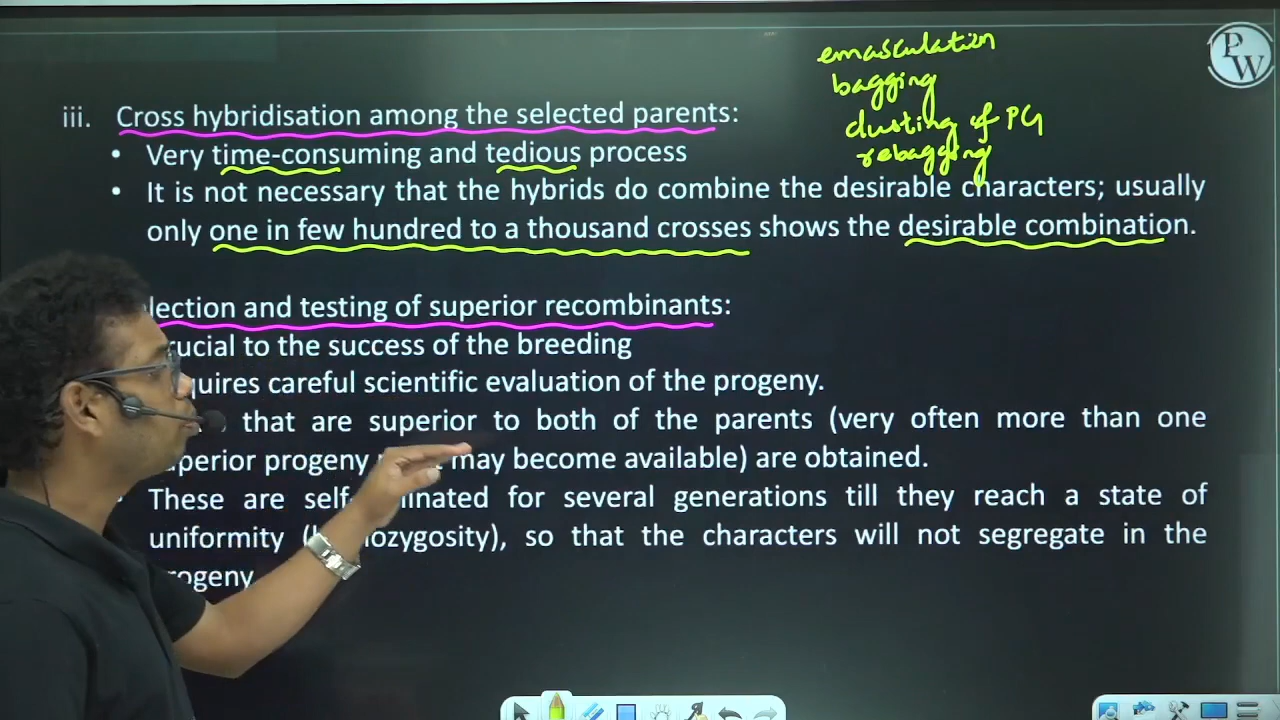 emasculation
bagging
dusting of PG
rebagging
PW
iii. Cross hybridisation among the selected parents:
• Very time-consuming and tedious process
• It is not necessary that the hybrids do combine the desirable characters; usually
only one in few hundred to a thousand crosses shows the desirable combination.
lection and testing of superior recombinants:
rucial to the success of the breeding
quires careful scientific evaluation of the progeny.
that are superior to both of the parents (very often more than one
uperior progeny may become available) are obtained.
• These are self- inated for several generations till they reach a state of
uniformity ( ozygosity), so that the characters will not segregate in the
rogeny